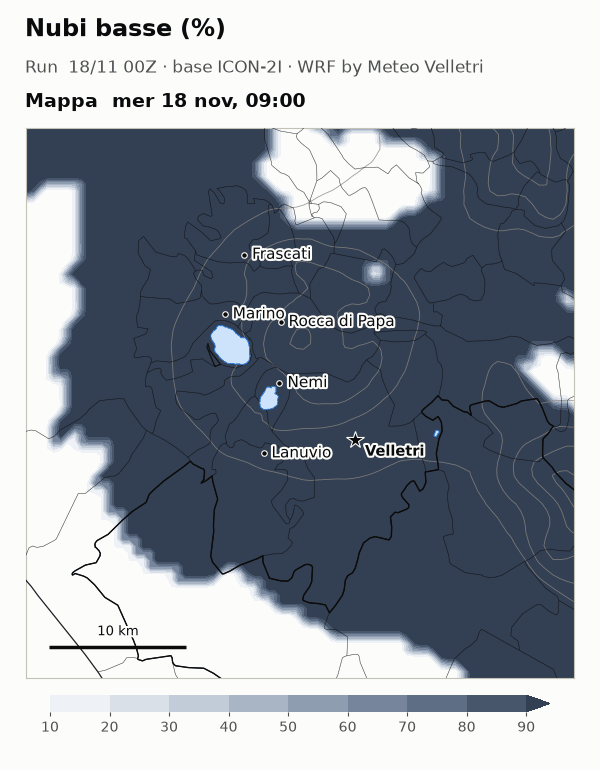 Nubi basse (%)
Run  18/11 00Z · base ICON-2I · WRF by Meteo Velletri
Mappa  mer 18 nov, 09:00
Frascati
Marino
Rocca di Papa
Nemi
Velletri
Lanuvio
10 km
10 20 30 40 50 60 70 80 90